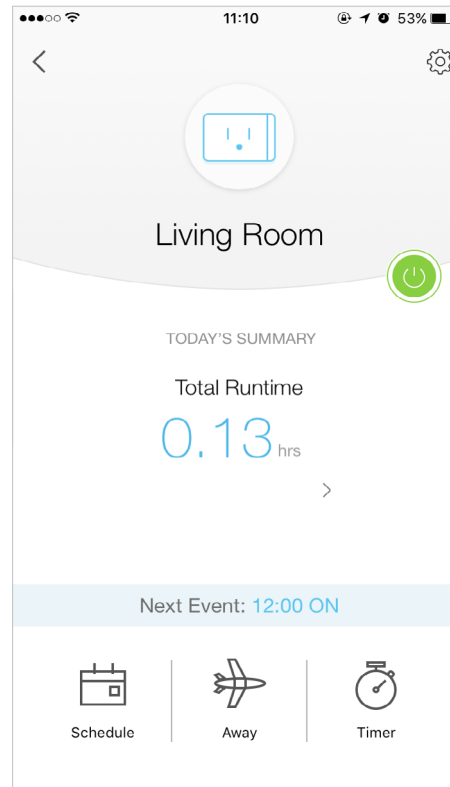 11:10 53%
Living Room
TODAY'S SUMMARY
Total Runtime
0.13 hrs
Next Event: 12:00 ON
Schedule Away Timer